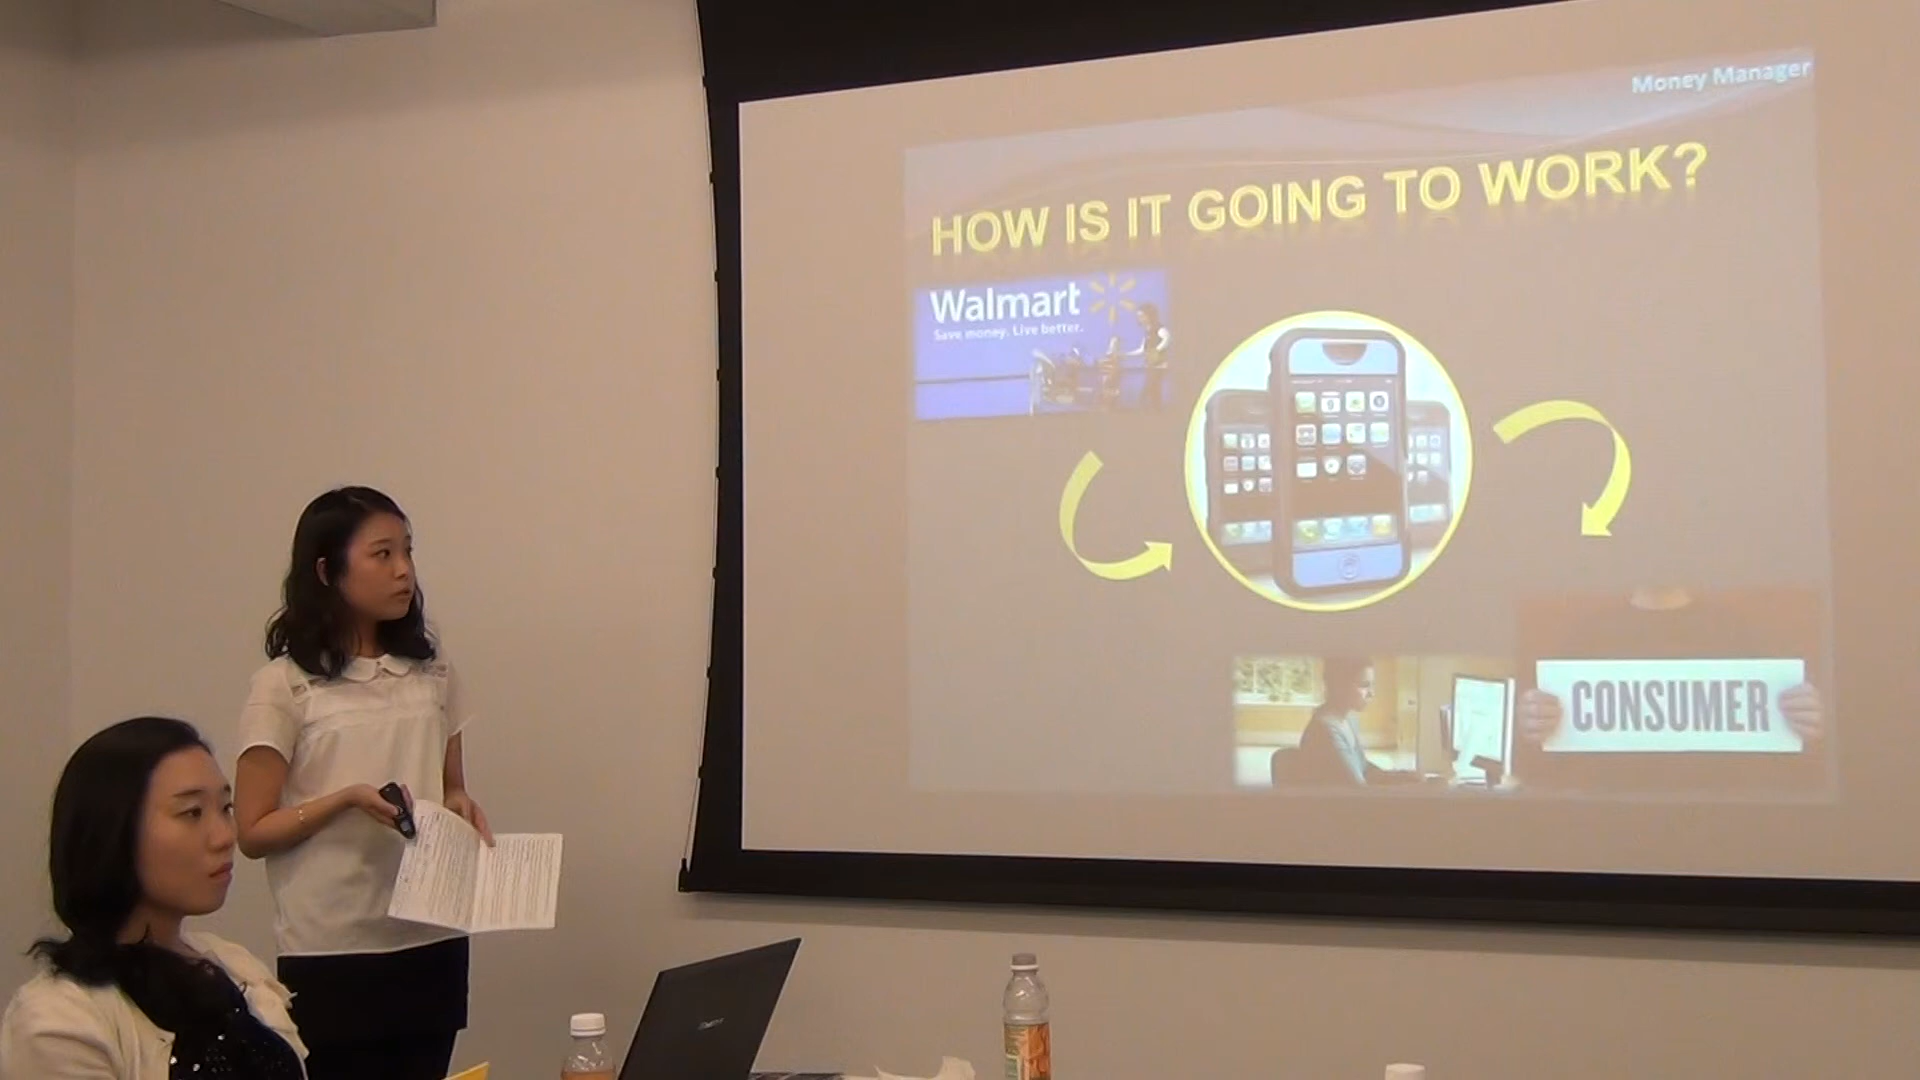 Money Manager
HOW IS IT GOING TO WORK?
Walmart
Save money. Live better.
CONSUMER